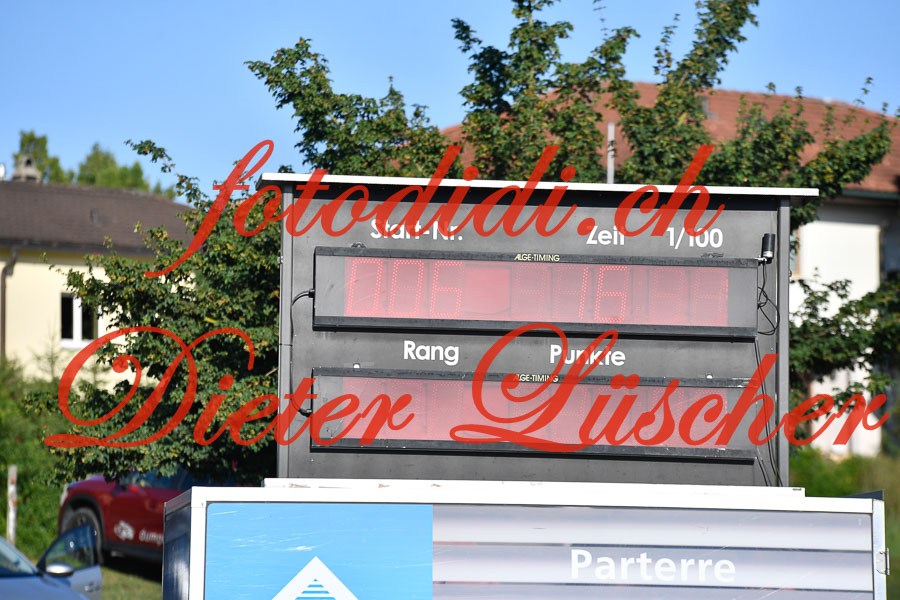 fotodidi.ch
Start-Nr. Zeit 1/100
ALGE-TIMING
006 16
Rang Punkte
ALGE-TIMING
Dieter Lüscher
Parterre